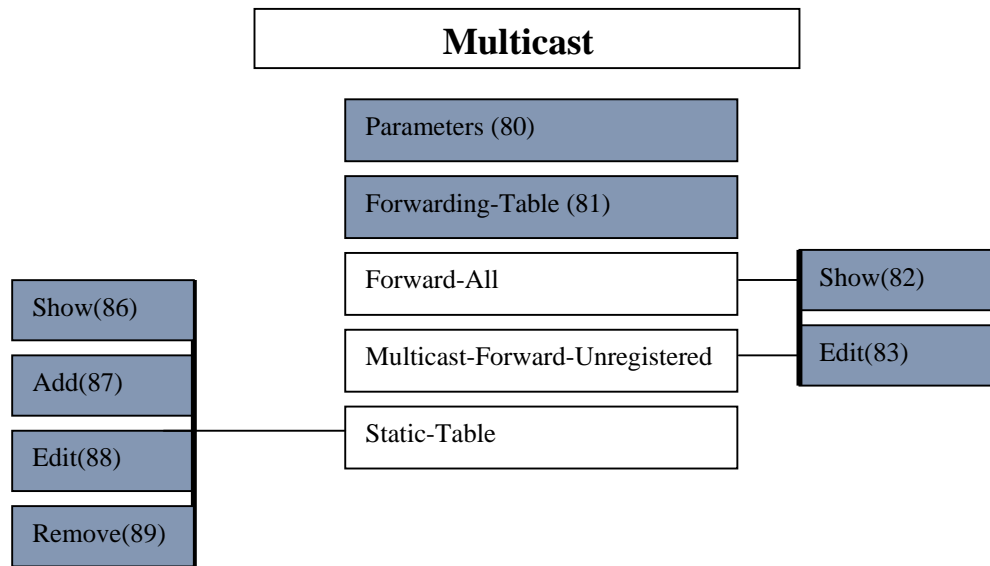 Multicast
Parameters (80)
Forwarding-Table (81)
Forward-All
Multicast-Forward-Unregistered
Static-Table
Show(82)
Edit(83)
Show(86)
Add(87)
Edit(88)
Remove(89)